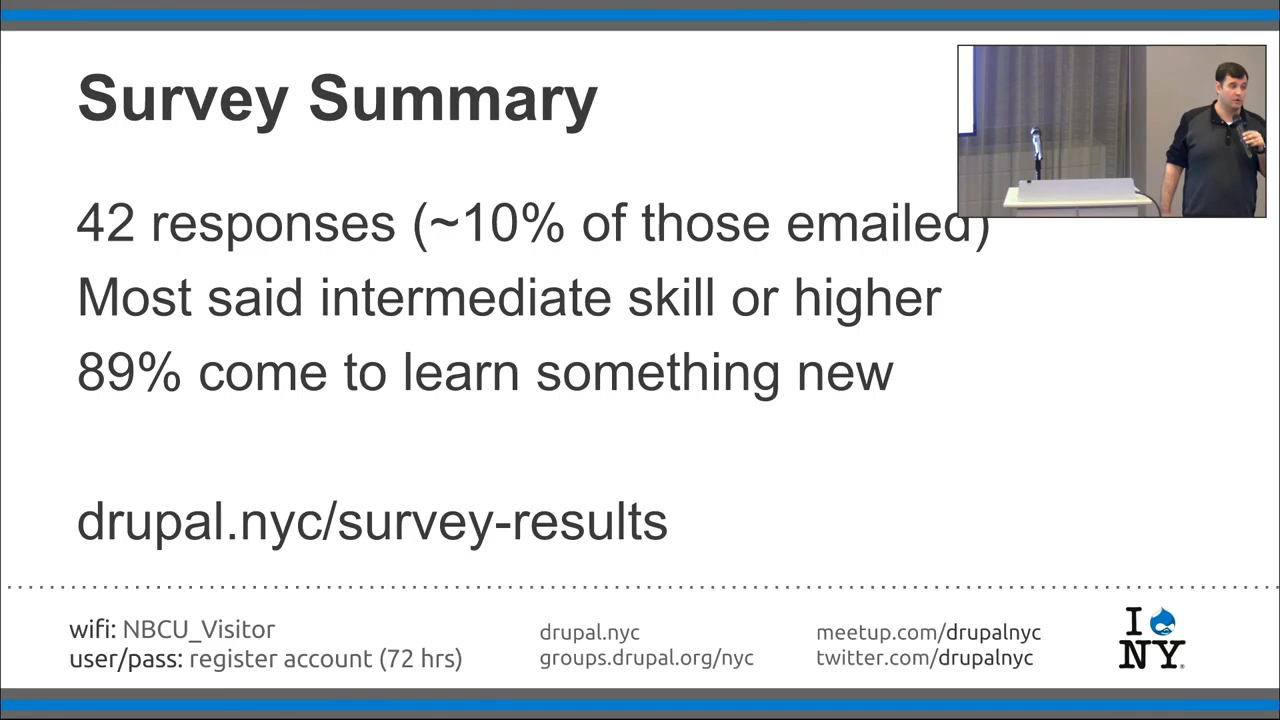 Survey Summary
42 responses (~10% of those emailed)
Most said intermediate skill or higher
89% come to learn something new
drupal.nyc/survey-results
wifi: NBCU_Visitor
user/pass: register account (72 hrs)
drupal.nyc
groups.drupal.org/nyc
meetup.com/drupalnyc
twitter.com/drupalnyc
I
NY®